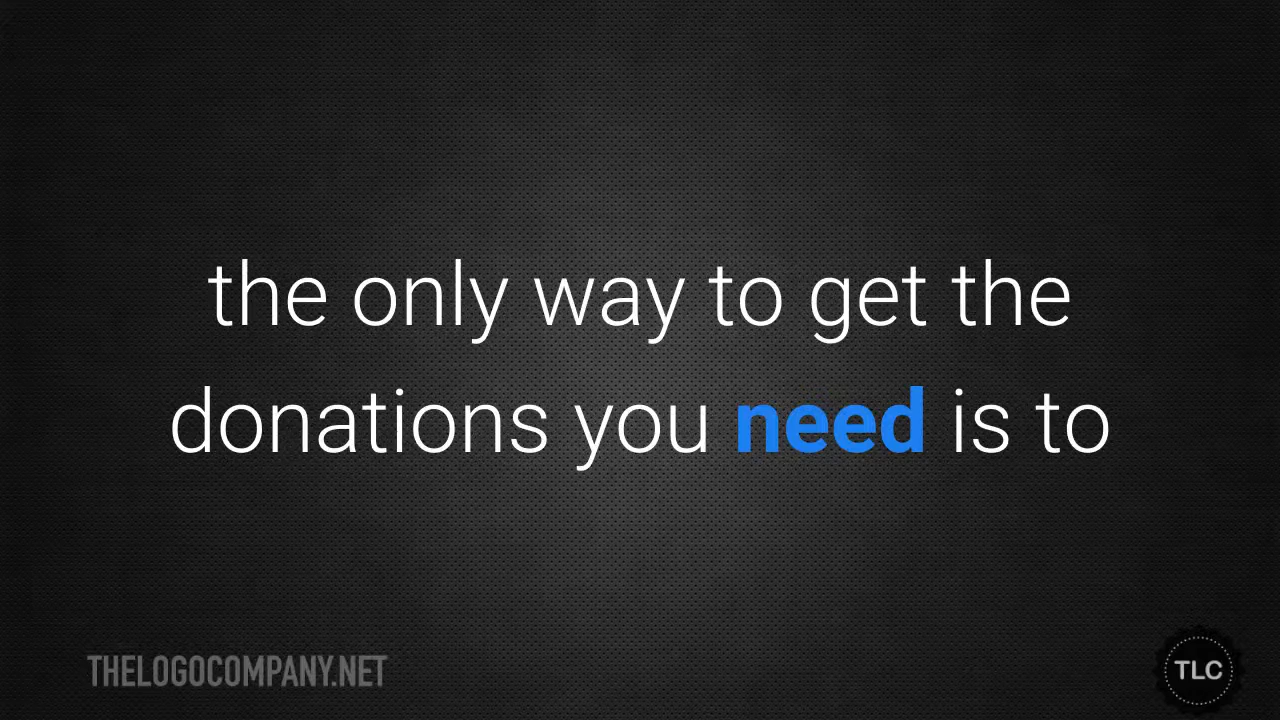 the only way to get the
donations you need is to
THELOGOCOMPANY.NET
TLC